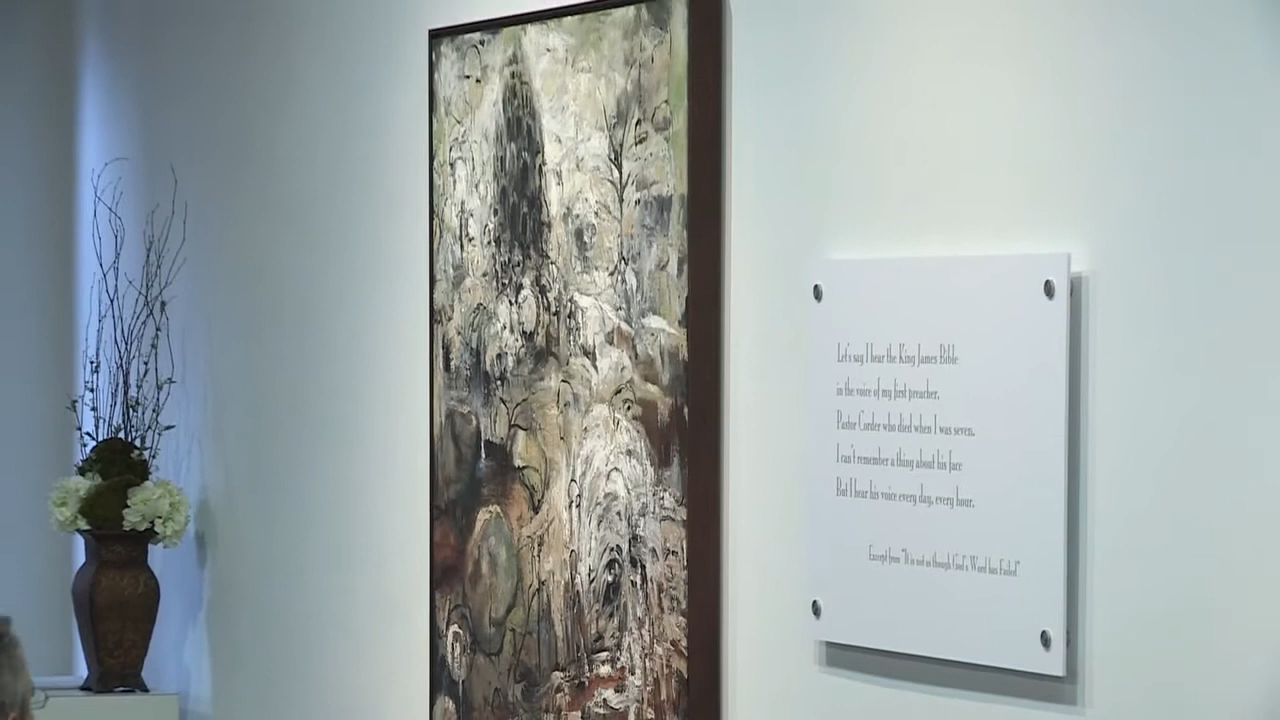 Let's say I hear the King James Bible
in the voice of my first preacher,
Pastor Corder who died when I was seven.
I can't remember a thing about his face
But I hear his voice every day, every hour.
Excerpt from "It is not as though God's Word has Failed"